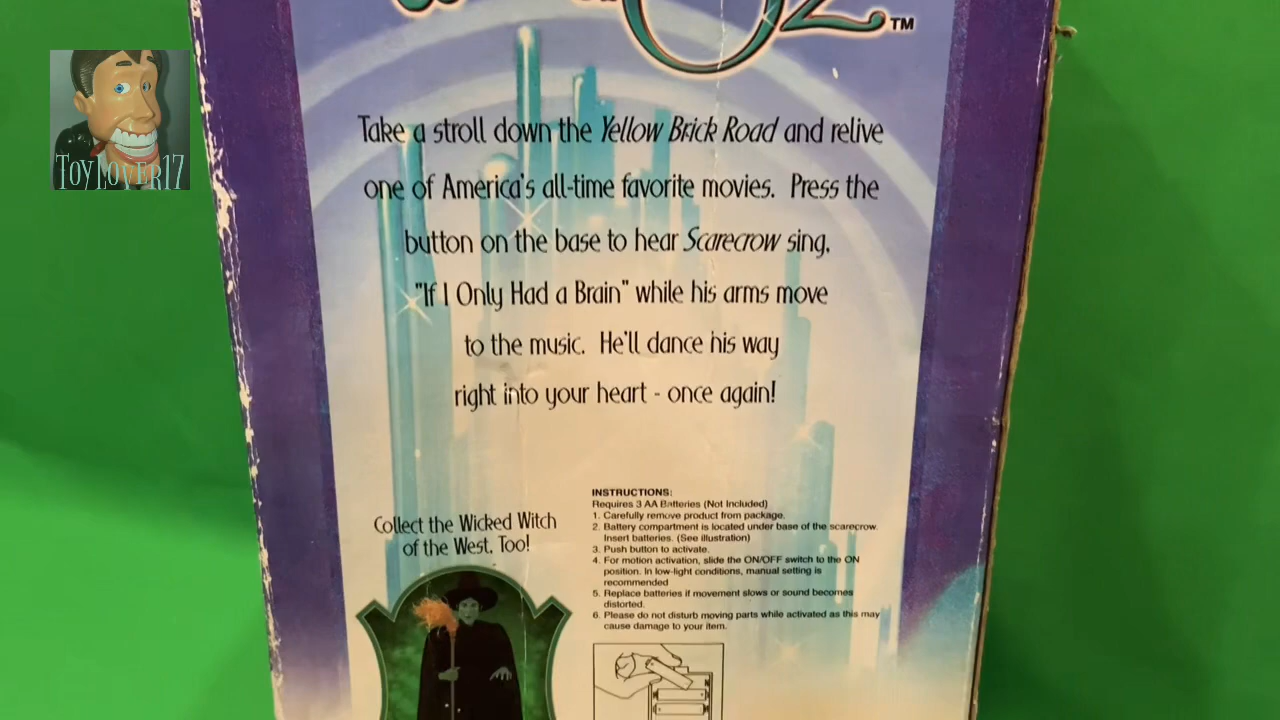 Oz™
ToyLover17
Take a stroll down the Yellow Brick Road and relive
one of America's all-time favorite movies. Press the
button on the base to hear Scarecrow sing,
"If I Only Had a Brain" while his arms move
to the music. He'll dance his way
right into your heart - once again!
Collect the Wicked Witch
of the West, Too!
INSTRUCTIONS:
Requires 3 AA Batteries (Not Included)
1. Carefully remove product from package.
2. Battery compartment is located under base of the scarecrow.
Insert batteries. (See illustration)
3. Push button to activate.
4. For motion activation, slide the ON/OFF switch to the ON
position. In low-light conditions, manual setting is
recommended
5. Replace batteries if movement slows or sound becomes
distorted.
6. Please do not disturb moving parts while activated as this may
cause damage to your item.